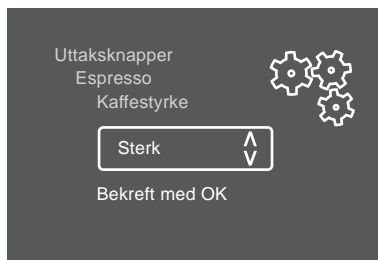 Uttaksknapper
Espresso
Kaffestyrke
Sterk
Bekreft med OK